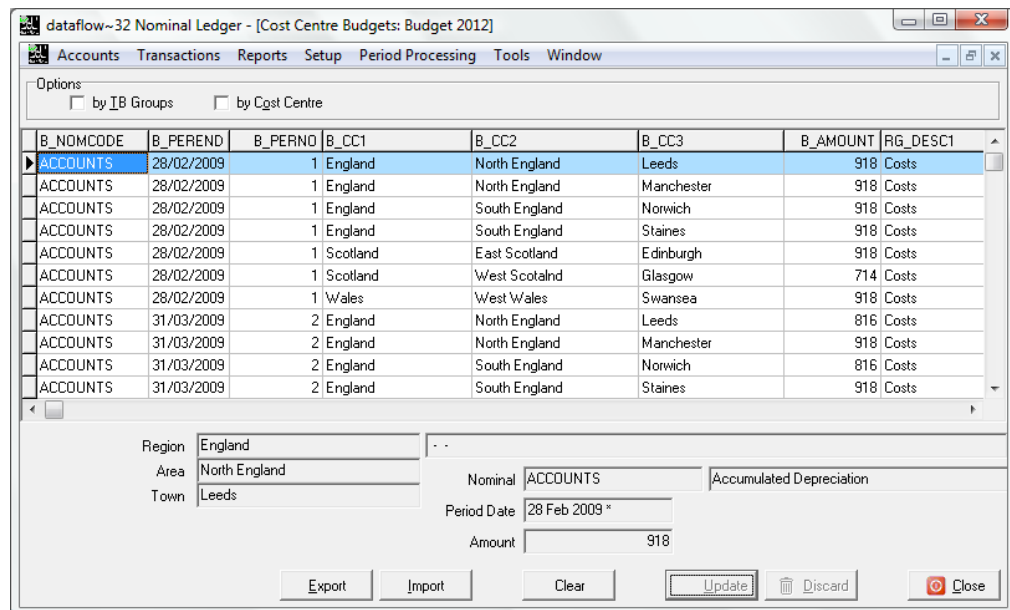 dataflow~32 Nominal Ledger - [Cost Centre Budgets: Budget 2012]
Accounts Transactions Reports Setup Period Processing Tools Window
Options
by TB Groups by Cost Centre
B_NOMCODE B_PEREND B_PERNO B_CC1 B_CC2 B_CC3 B_AMOUNT RG_DESC1
ACCOUNTS 28/02/2009 1 England North England Leeds 918 Costs
ACCOUNTS 28/02/2009 1 England North England Manchester 918 Costs
ACCOUNTS 28/02/2009 1 England South England Norwich 918 Costs
ACCOUNTS 28/02/2009 1 England South England Staines 918 Costs
ACCOUNTS 28/02/2009 1 Scotland East Scotland Edinburgh 918 Costs
ACCOUNTS 28/02/2009 1 Scotland West Scotalnd Glasgow 714 Costs
ACCOUNTS 28/02/2009 1 Wales West Wales Swansea 918 Costs
ACCOUNTS 31/03/2009 2 England North England Leeds 816 Costs
ACCOUNTS 31/03/2009 2 England North England Manchester 918 Costs
ACCOUNTS 31/03/2009 2 England South England Norwich 816 Costs
ACCOUNTS 31/03/2009 2 England South England Staines 918 Costs
Region England - -
Area North England
Town Leeds
Nominal ACCOUNTS Accumulated Depreciation
Period Date 28 Feb 2009 *
Amount 918
Export Import Clear Update Discard Close